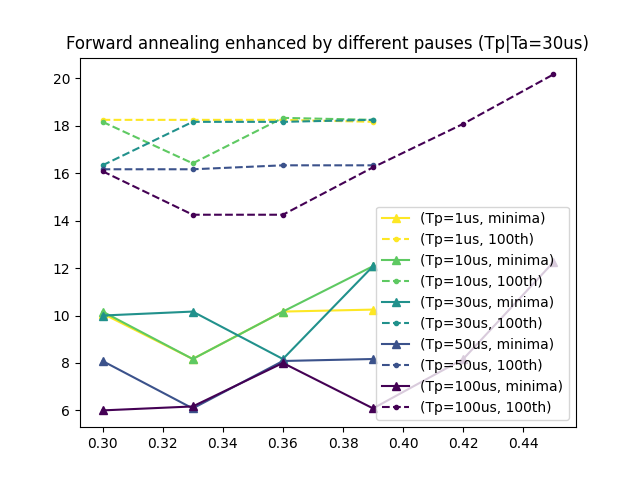 Forward annealing enhanced by different pauses (Tp|Ta=30us)
20
18
16
14
12
10
8
6
(Tp=1us, minima)
(Tp=1us, 100th)
(Tp=10us, minima)
(Tp=10us, 100th)
(Tp=30us, minima)
(Tp=30us, 100th)
(Tp=50us, minima)
(Tp=50us, 100th)
(Tp=100us, minima)
(Tp=100us, 100th)
0.30 0.32 0.34 0.36 0.38 0.40 0.42 0.44